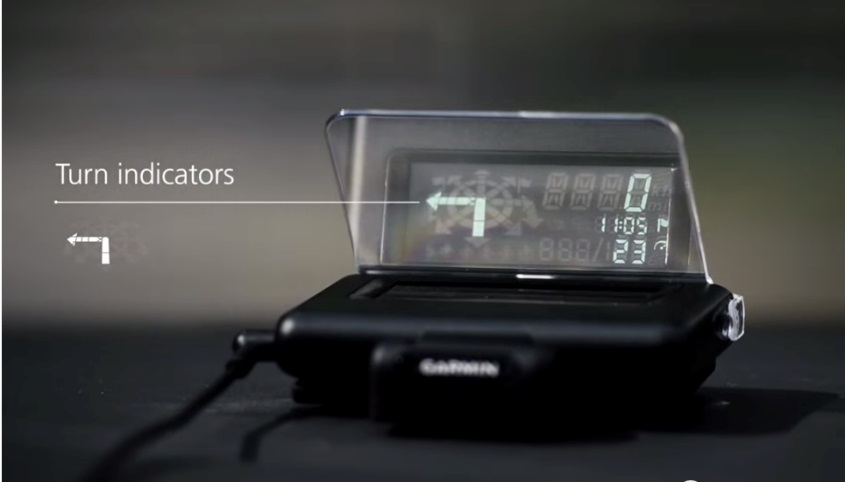 Turn indicators
0
11:05
23
GARMIN